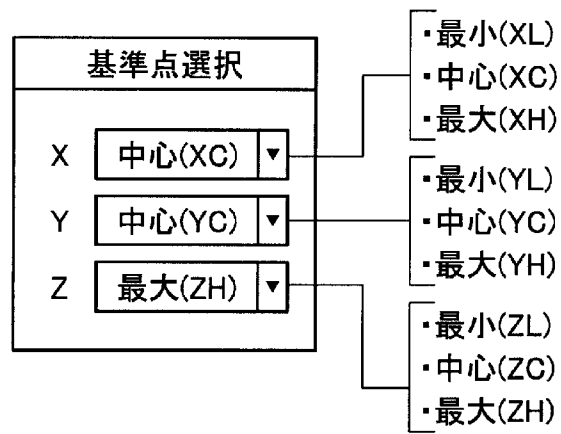 基準点選択
X 中心(XC) ▼
Y 中心(YC) ▼
Z 最大(ZH) ▼
・最小(XL)
・中心(XC)
・最大(XH)
・最小(YL)
・中心(YC)
・最大(YH)
・最小(ZL)
・中心(ZC)
・最大(ZH)